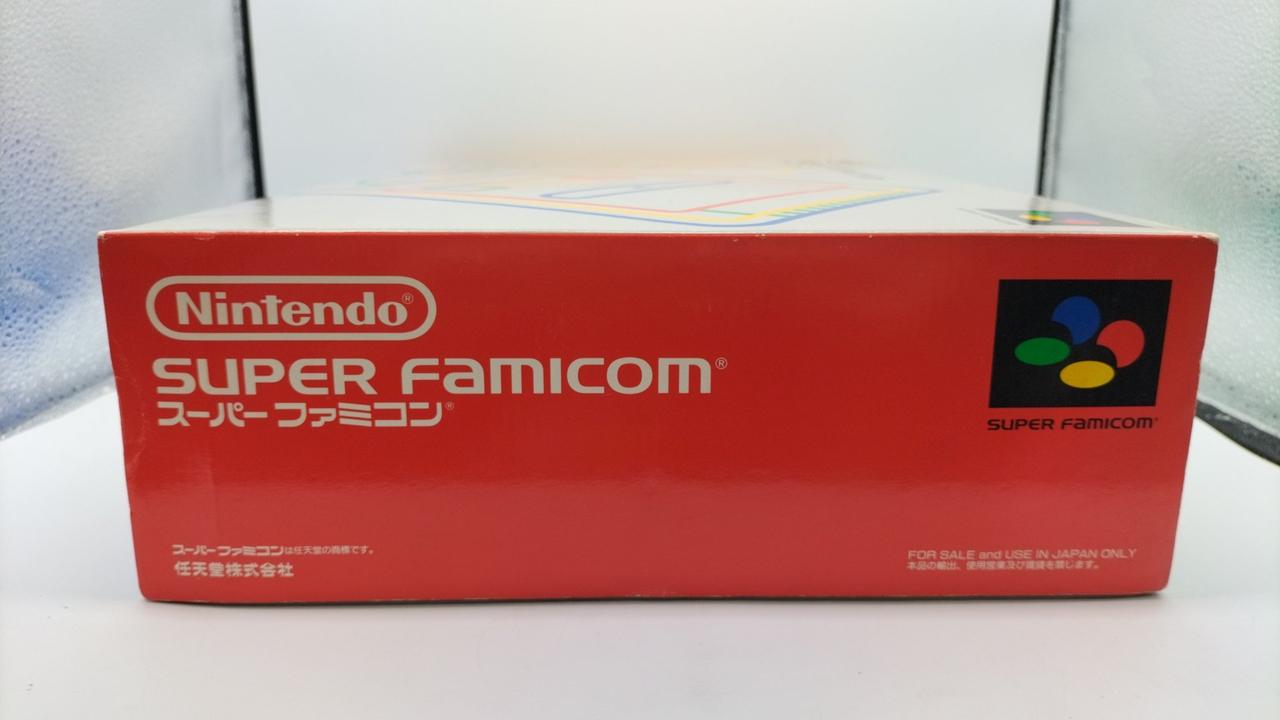 Nintendo®
SUPER FAMICOM®
スーパーファミコン®
SUPER FAMICOM®
スーパーファミコンは任天堂の商標です。
任天堂株式会社
FOR SALE and USE IN JAPAN ONLY
本品の輸出、使用営業及び賃貸を禁じます。